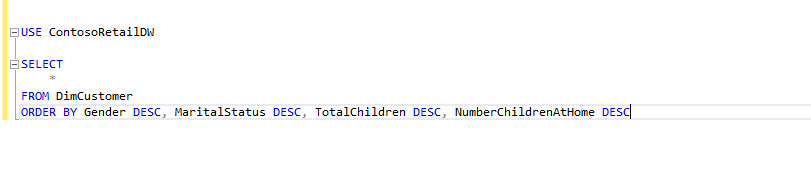 USE ContosoRetailDW
SELECT
*
FROM DimCustomer
ORDER BY Gender DESC, MaritalStatus DESC, TotalChildren DESC, NumberChildrenAtHome DESC